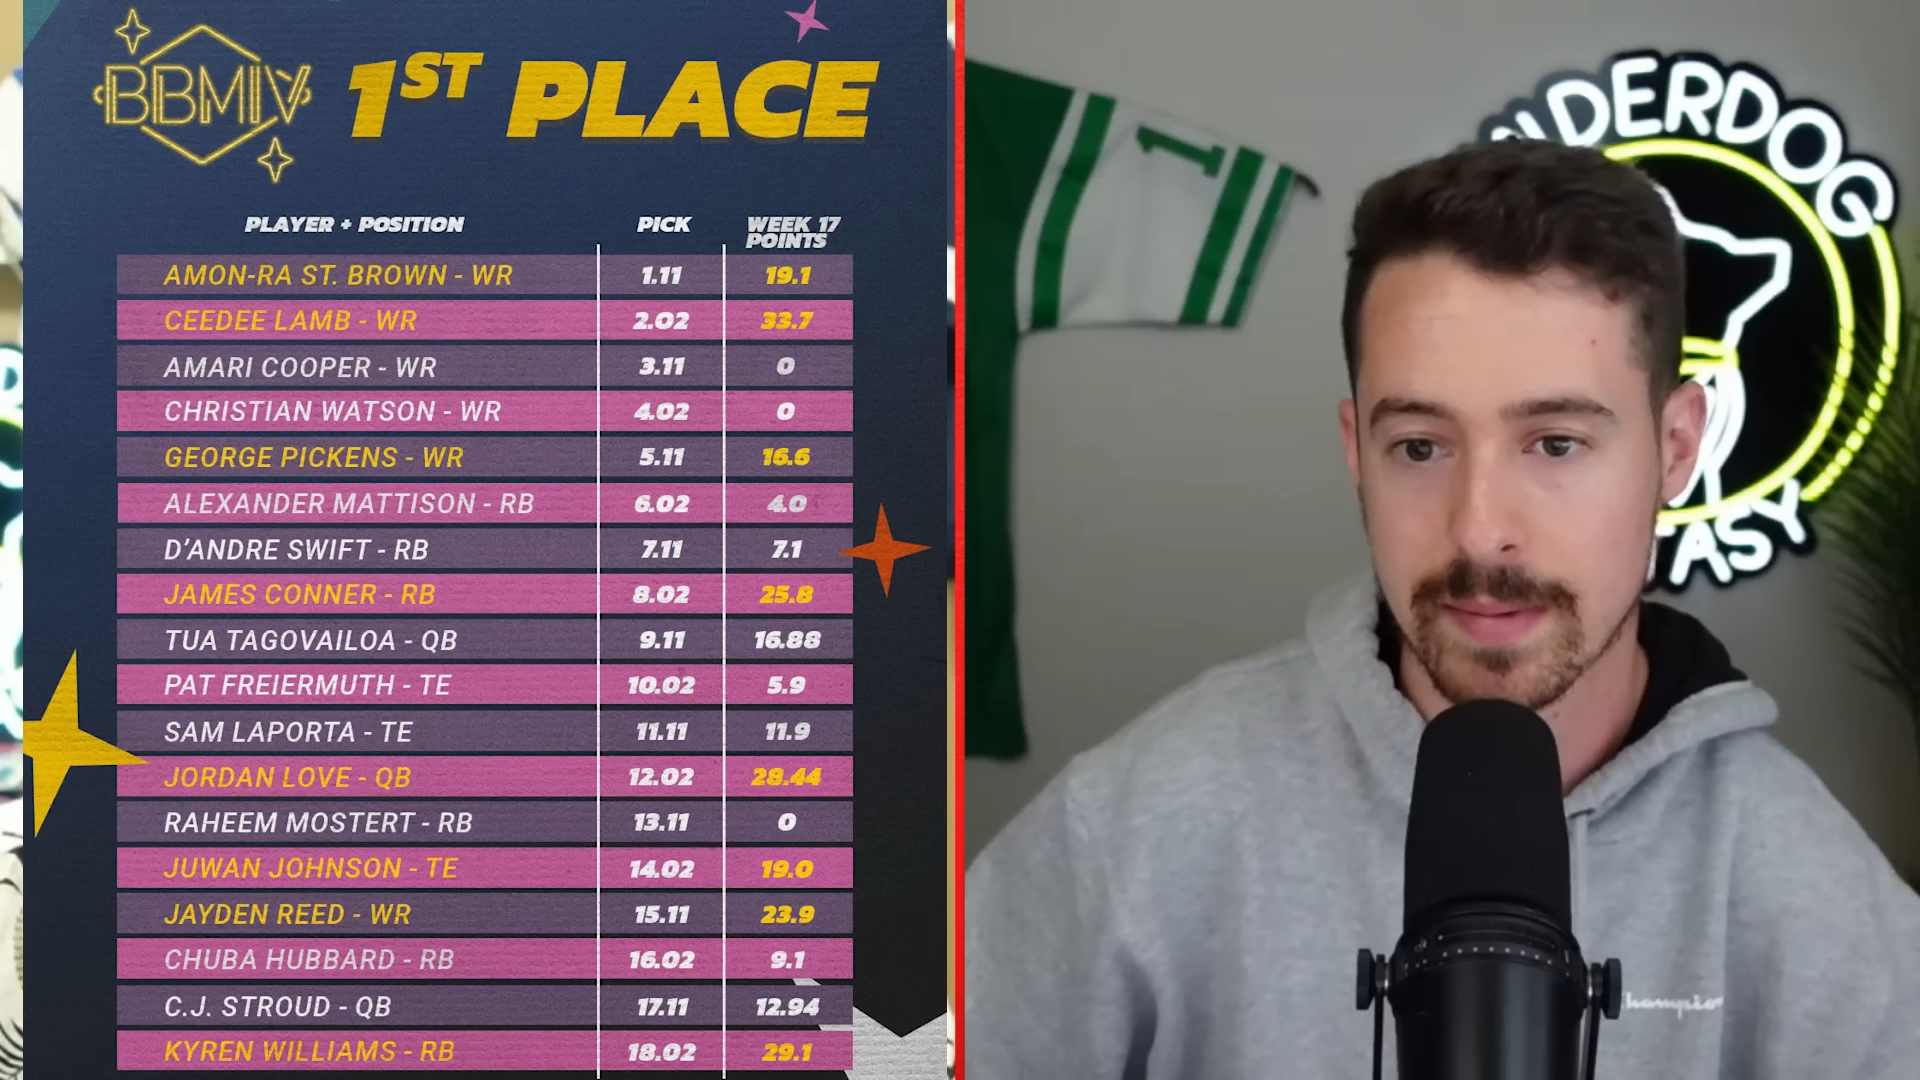 BBMIV
1ST PLACE
PLAYER + POSITION PICK WEEK 17 POINTS
AMON-RA ST. BROWN - WR 1.11 19.1
CEEDEE LAMB - WR 2.02 33.7
AMARI COOPER - WR 3.11 0
CHRISTIAN WATSON - WR 4.02 0
GEORGE PICKENS - WR 5.11 16.6
ALEXANDER MATTISON - RB 6.02 4.0
D’ANDRE SWIFT - RB 7.11 7.1
JAMES CONNER - RB 8.02 25.8
TUA TAGOVAILOA - QB 9.11 16.88
PAT FREIERMUTH - TE 10.02 5.9
SAM LAPORTA - TE 11.11 11.9
JORDAN LOVE - QB 12.02 28.44
RAHEEM MOSTERT - RB 13.11 0
JUWAN JOHNSON - TE 14.02 19.0
JAYDEN REED - WR 15.11 23.9
CHUBA HUBBARD - RB 16.02 9.1
C.J. STROUD - QB 17.11 12.94
KYREN WILLIAMS - RB 18.02 29.1
1
NDERDOG
TASY
Champion